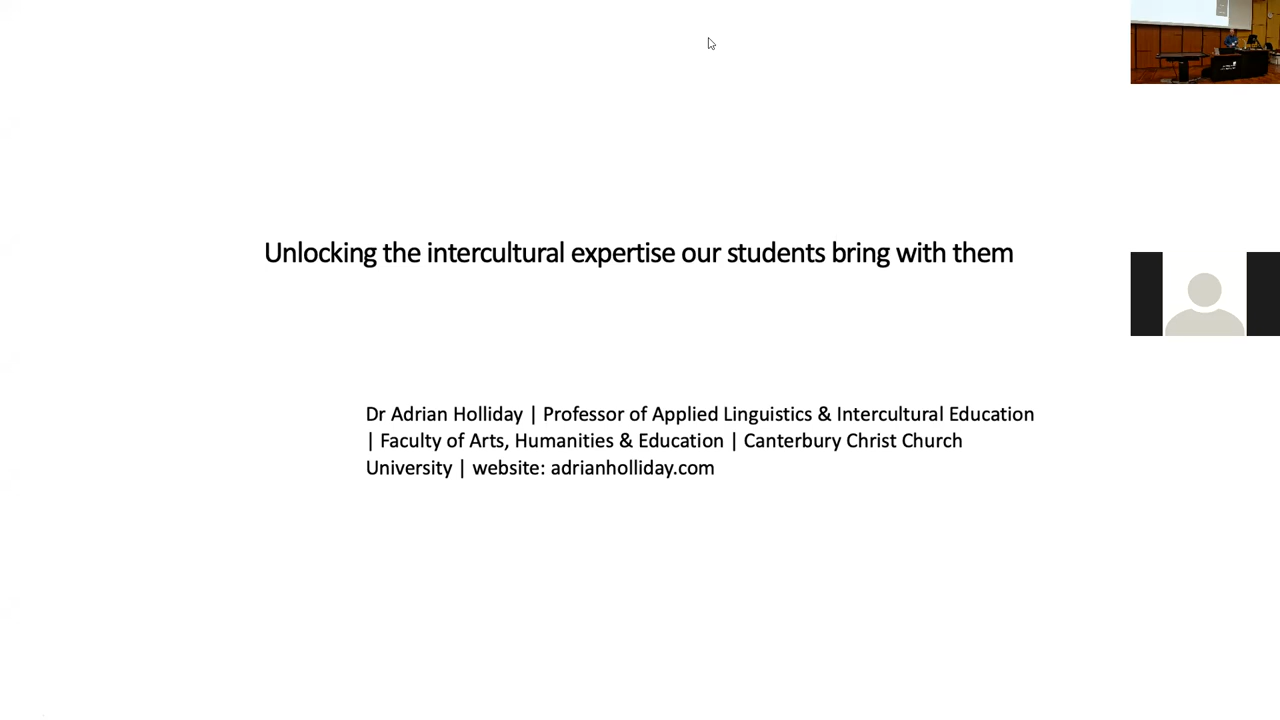 Unlocking the intercultural expertise our students bring with them
Dr Adrian Holliday | Professor of Applied Linguistics & Intercultural Education
| Faculty of Arts, Humanities & Education | Canterbury Christ Church
University | website: adrianholliday.com